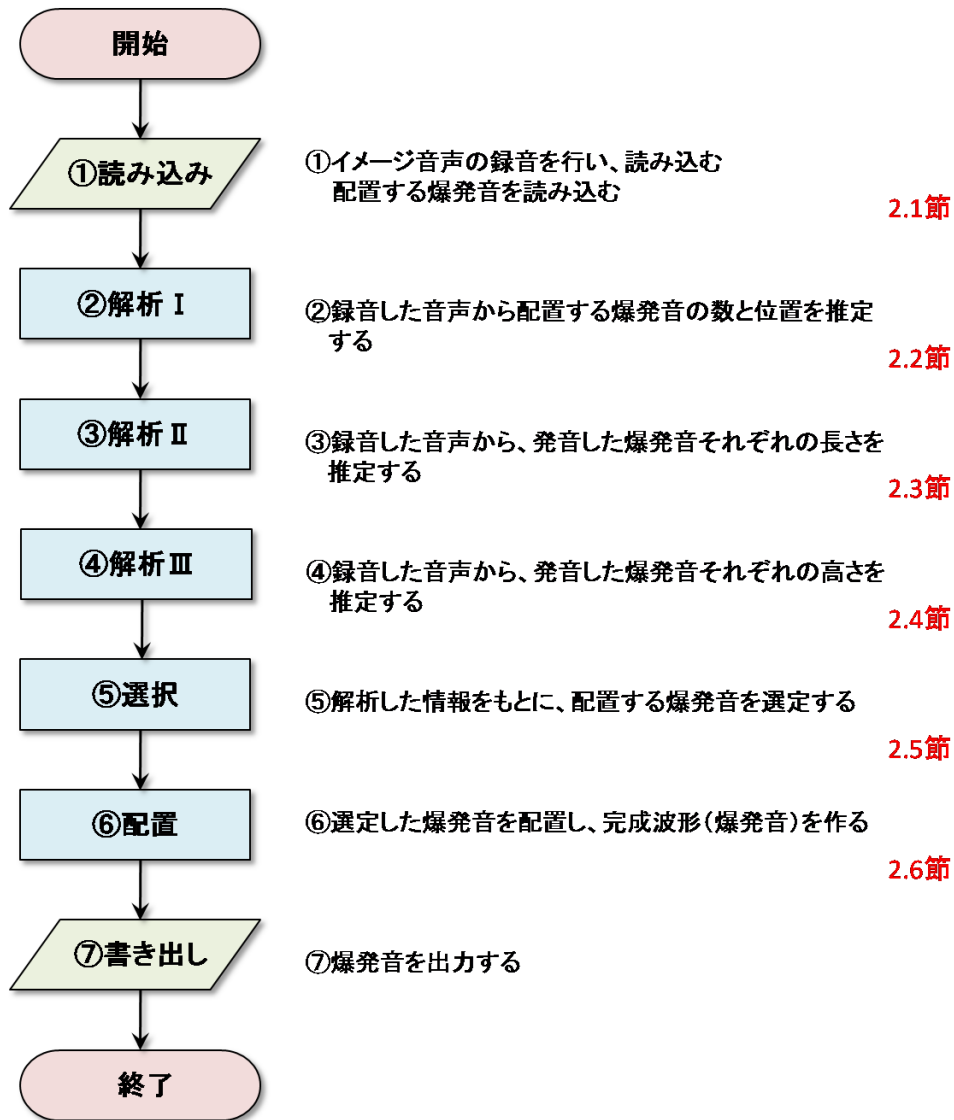 開始
①読み込み
①イメージ音声の録音を行い、読み込む
配置する爆発音を読み込む
2.1節
②解析Ⅰ
②録音した音声から配置する爆発音の数と位置を推定
する
2.2節
③解析Ⅱ
③録音した音声から、発音した爆発音それぞれの長さを
推定する
2.3節
④解析Ⅲ
④録音した音声から、発音した爆発音それぞれの高さを
推定する
2.4節
⑤選択
⑤解析した情報をもとに、配置する爆発音を選定する
2.5節
⑥配置
⑥選定した爆発音を配置し、完成波形(爆発音)を作る
2.6節
⑦書き出し
⑦爆発音を出力する
終了